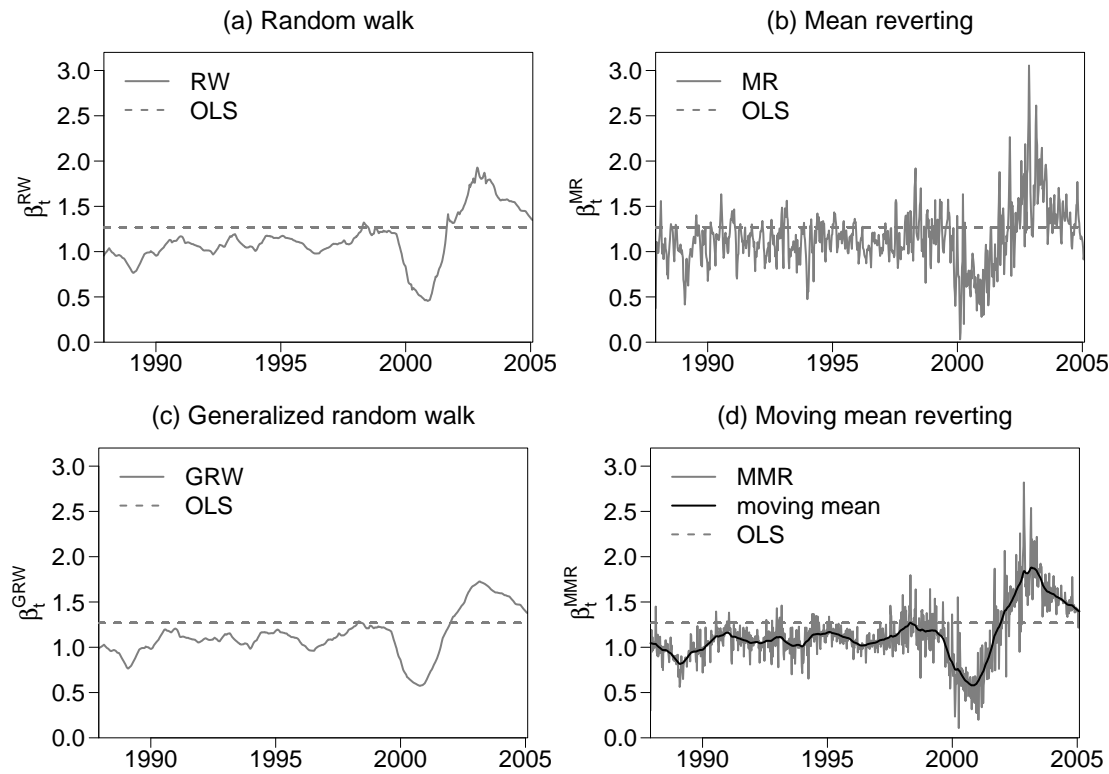 (a) Random walk
3.0
2.5
2.0
1.5
1.0
0.5
0.0
β_t^RW
RW
OLS
1990 1995 2000 2005
(b) Mean reverting
3.0
2.5
2.0
1.5
1.0
0.5
0.0
β_t^MR
MR
OLS
1990 1995 2000 2005
(c) Generalized random walk
3.0
2.5
2.0
1.5
1.0
0.5
0.0
β_t^GRW
GRW
OLS
1990 1995 2000 2005
(d) Moving mean reverting
3.0
2.5
2.0
1.5
1.0
0.5
0.0
β_t^MMR
MMR
moving mean
OLS
1990 1995 2000 2005